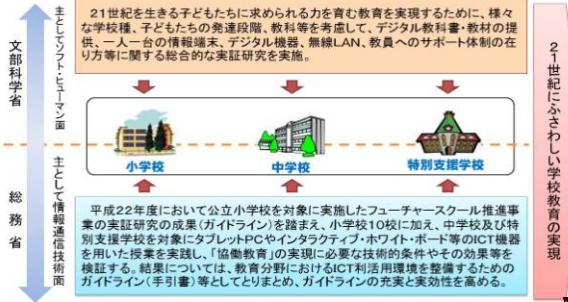 文部科学省
主としてソフト・ヒューマン面
21世紀を生きる子どもたちに求められる力を育む教育を実現するために、様々
な学校種、子どもたちの発達段階、教科等を考慮して、デジタル教科書・教材の提
供、一人一台の情報端末、デジタル機器、無線LAN、教員へのサポート体制の在
り方等に関する総合的な実証研究を実施。
小学校
中学校
特別支援学校
総務省
主として情報通信技術面
平成22年度において公立小学校を対象に実施したフューチャースクール推進事
業の実証研究の成果(ガイドライン)を踏まえ、小学校10校に加え、中学校及び特
別支援学校を対象にタブレットPCやインタラクティブ・ホワイト・ボード等のICT機器
を用いた授業を実践し、「協働教育」の実現に必要な技術的条件やその効果等を
検証する。結果については、教育分野におけるICT利活用環境を整備するための
ガイドライン(手引書)等としてとりまとめ、ガイドラインの充実と実効性を高める。
21世紀にふさわしい学校教育の実現